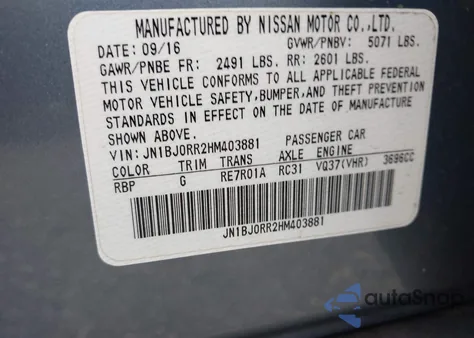 MANUFACTURED BY NISSAN MOTOR CO.,LTD.
DATE: 09/16 GVWR/PNBV: 5071 LBS.
GAWR/PNBE FR: 2491 LBS. RR: 2601 LBS.
THIS VEHICLE CONFORMS TO ALL APPLICABLE FEDERAL
MOTOR VEHICLE SAFETY,BUMPER,AND THEFT PREVENTION
STANDARDS IN EFFECT ON THE DATE OF MANUFACTURE
SHOWN ABOVE.
VIN: JN1BJ0RR2HM403881 PASSENGER CAR
COLOR TRIM TRANS AXLE ENGINE
RBP G RE7R01A RC31 VQ37(VHR) 3696CC
JN1BJ0RR2HM403881
autoSnap